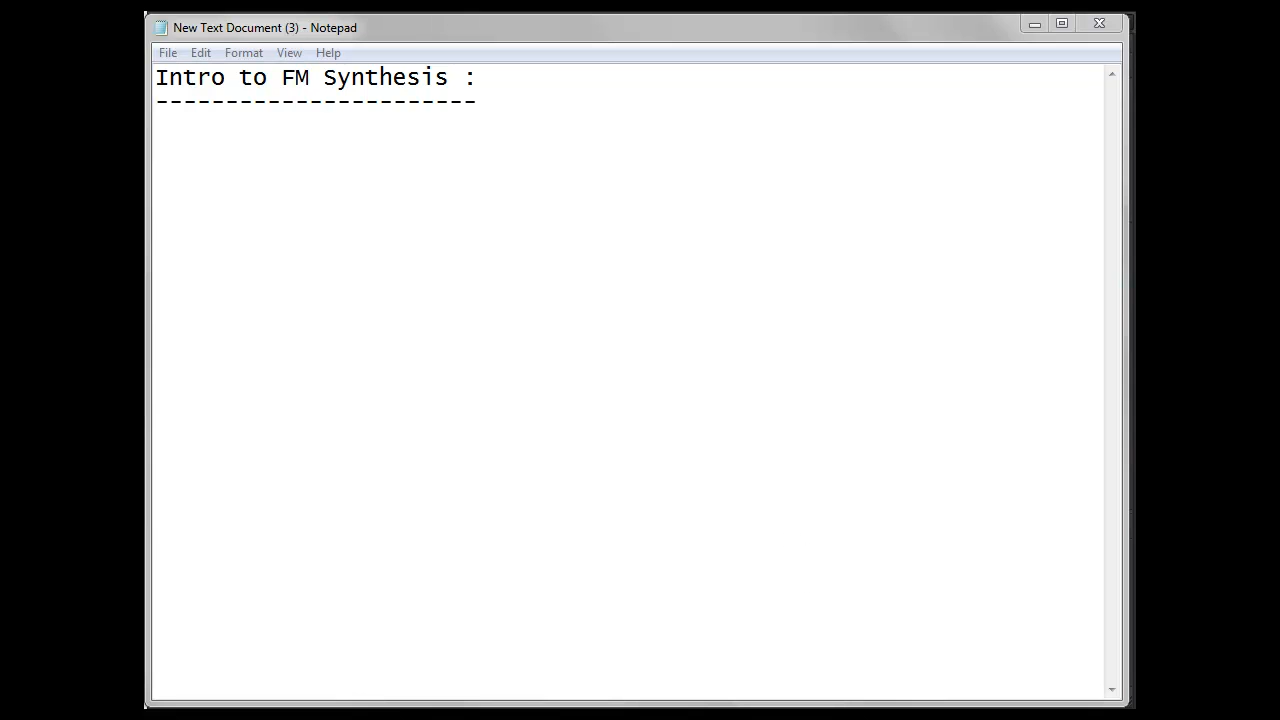 New Text Document (3) - Notepad
File Edit Format View Help
Intro to FM Synthesis :
-----------------------